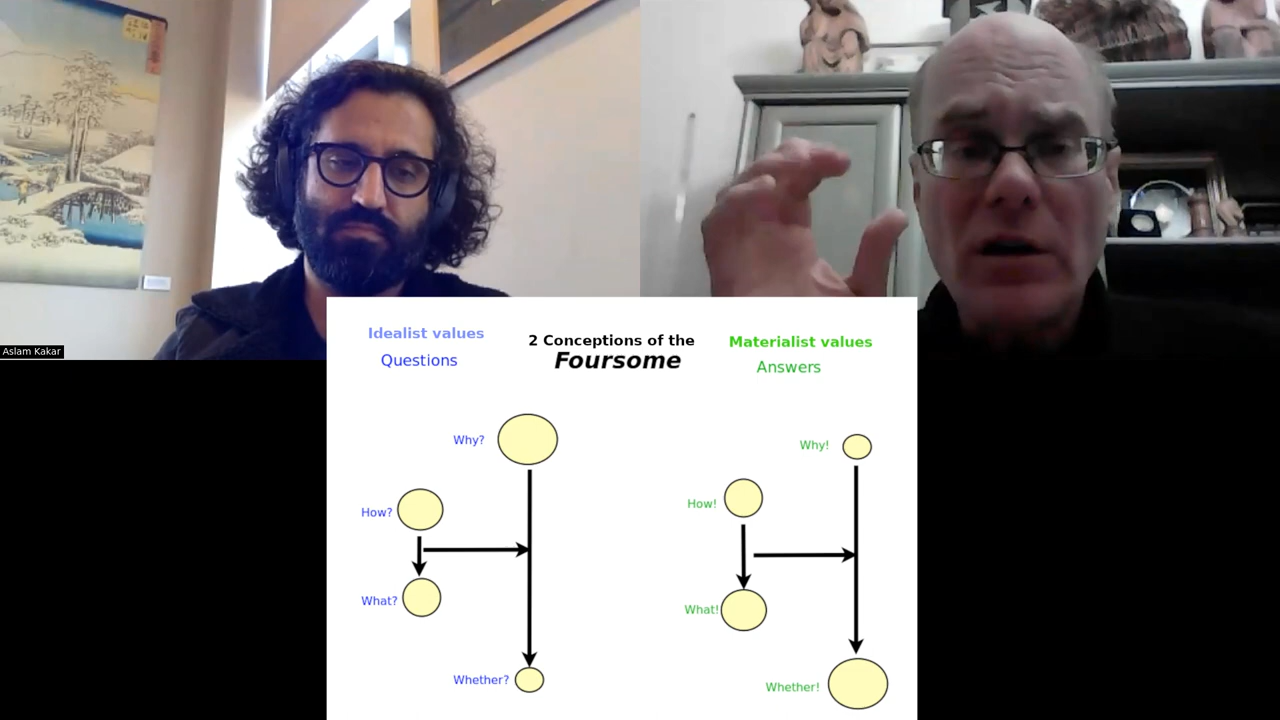 Aslam Kakar
Idealist values
Questions
2 Conceptions of the
Foursome
Materialist values
Answers
Why?
How?
What?
Whether?
Why!
How!
What!
Whether!